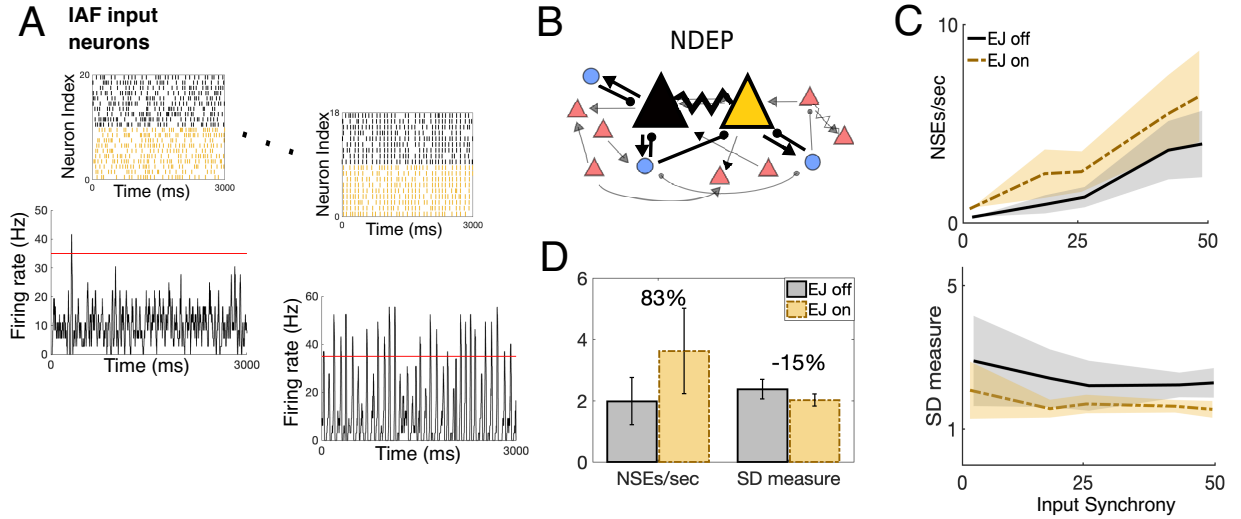 A
IAF input
neurons
20
Neuron Index
0
0
Time (ms)
3000
18
Neuron Index
0
0
Time (ms)
3000
50
40
30
20
10
0
Firing rate (Hz)
0
Time (ms)
3000
60
40
20
0
Firing rate (Hz)
0
Time (ms)
3000
B
NDEP
C
10
EJ off
EJ on
NSEs/sec
0
0
25
50
5
SD measure
1
0
25
50
Input Synchrony
D
6
4
2
0
83%
-15%
EJ off
EJ on
NSEs/sec
SD measure